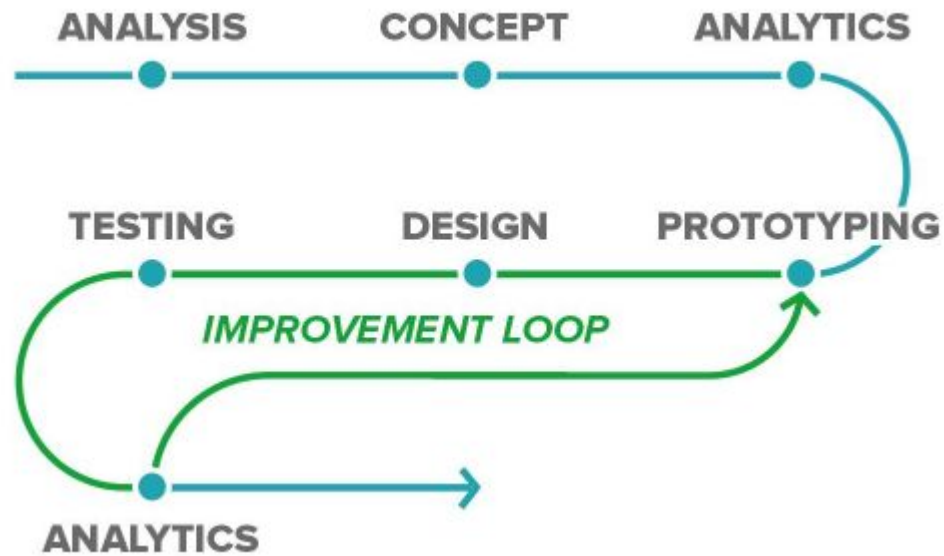 ANALYSIS CONCEPT ANALYTICS
TESTING DESIGN PROTOTYPING
IMPROVEMENT LOOP
ANALYTICS